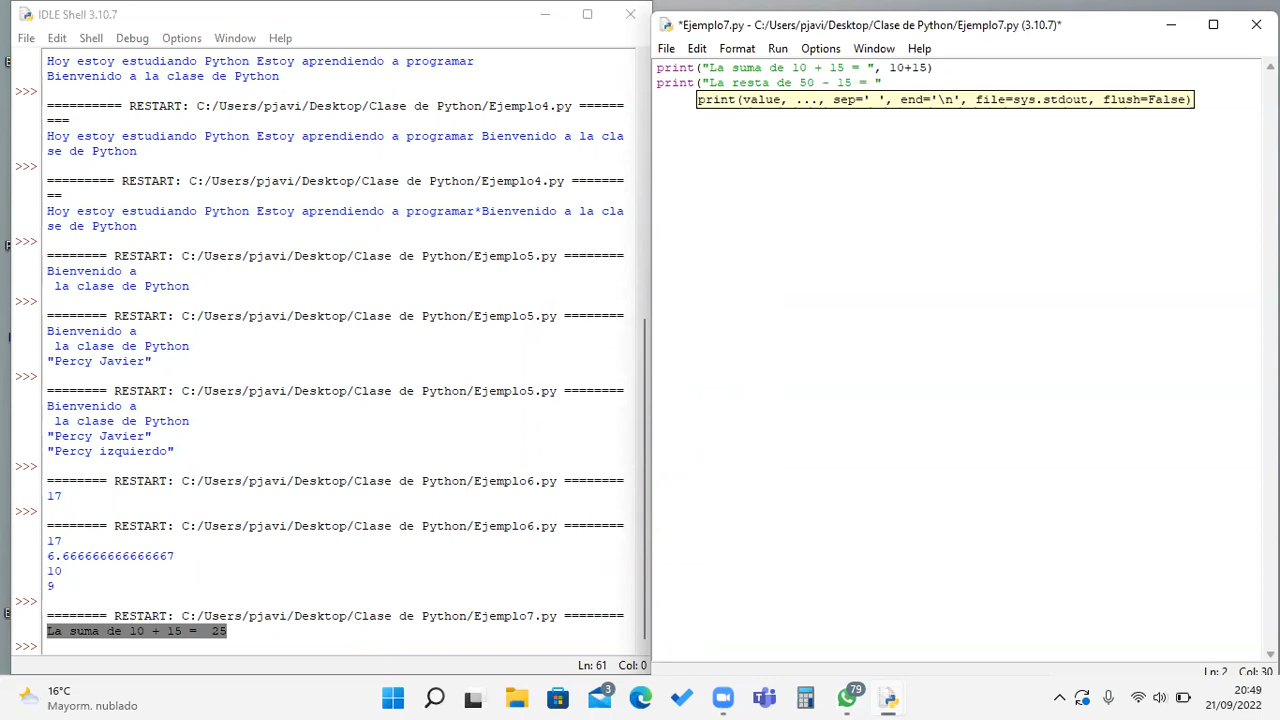 IDLE Shell 3.10.7
File Edit Shell Debug Options Window Help
Hoy estoy estudiando Python Estoy aprendiendo a programar
Bienvenido a la clase de Python
>>>
========== RESTART: C:/Users/pjavi/Desktop/Clase de Python/Ejemplo4.py ======
===
Hoy estoy estudiando Python Estoy aprendiendo a programar Bienvenido a la cla
se de Python
>>>
========= RESTART: C:/Users/pjavi/Desktop/Clase de Python/Ejemplo4.py =======
==
Hoy estoy estudiando Python Estoy aprendiendo a programar*Bienvenido a la cla
se de Python
>>>
======== RESTART: C:/Users/pjavi/Desktop/Clase de Python/Ejemplo5.py ========
Bienvenido a
la clase de Python
>>>
======== RESTART: C:/Users/pjavi/Desktop/Clase de Python/Ejemplo5.py ========
Bienvenido a
la clase de Python
"Percy Javier"
>>>
======== RESTART: C:/Users/pjavi/Desktop/Clase de Python/Ejemplo5.py ========
Bienvenido a
la clase de Python
"Percy Javier"
"Percy izquierdo"
>>>
======== RESTART: C:/Users/pjavi/Desktop/Clase de Python/Ejemplo6.py ========
17
>>>
======== RESTART: C:/Users/pjavi/Desktop/Clase de Python/Ejemplo6.py ========
17
6.666666666666667
10
9
>>>
======== RESTART: C:/Users/pjavi/Desktop/Clase de Python/Ejemplo7.py ========
La suma de 10 + 15 =  25
>>>
Ln: 61 Col: 0
*Ejemplo7.py - C:/Users/pjavi/Desktop/Clase de Python/Ejemplo7.py (3.10.7)*
File Edit Format Run Options Window Help
print("La suma de 10 + 15 = ", 10+15)
print("La resta de 50 - 15 = "
print(value, ..., sep=' ', end='\n', file=sys.stdout, flush=False)
Ln: 2 Col: 30
16°C
Mayorm. nublado
3
79
20:49
21/09/2022